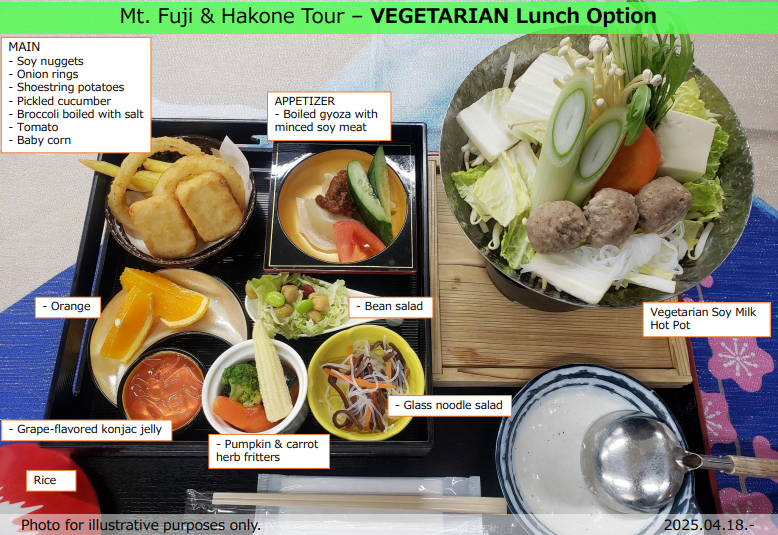 Mt. Fuji & Hakone Tour – VEGETARIAN Lunch Option
MAIN
- Soy nuggets
- Onion rings
- Shoestring potatoes
- Pickled cucumber
- Broccoli boiled with salt
- Tomato
- Baby corn
APPETIZER
- Boiled gyoza with
minced soy meat
- Orange
- Bean salad
Vegetarian Soy Milk
Hot Pot
- Glass noodle salad
- Grape-flavored konjac jelly
- Pumpkin & carrot
herb fritters
Rice
Photo for illustrative purposes only.
2025.04.18.-